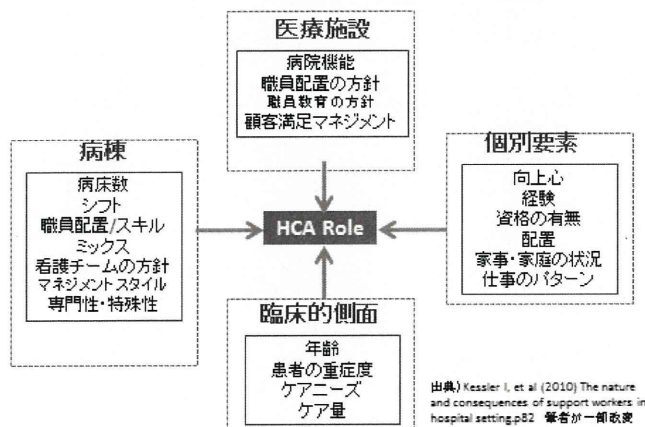 医療施設
病院機能
職員配置の方針
職員教育の方針
顧客満足マネジメント
病棟
病床数
シフト
職員配置/スキル
ミックス
看護チームの方針
マネジメントスタイル
専門性・特殊性
HCA Role
個別要素
向上心
経験
資格の有無
配置
家事・家庭の状況
仕事のパターン
臨床的側面
年齢
患者の重症度
ケアニーズ
ケア量
出典）Kessler I, et al (2010) The nature
and consequences of support workers in
hospital setting.p82 筆者が一部改変